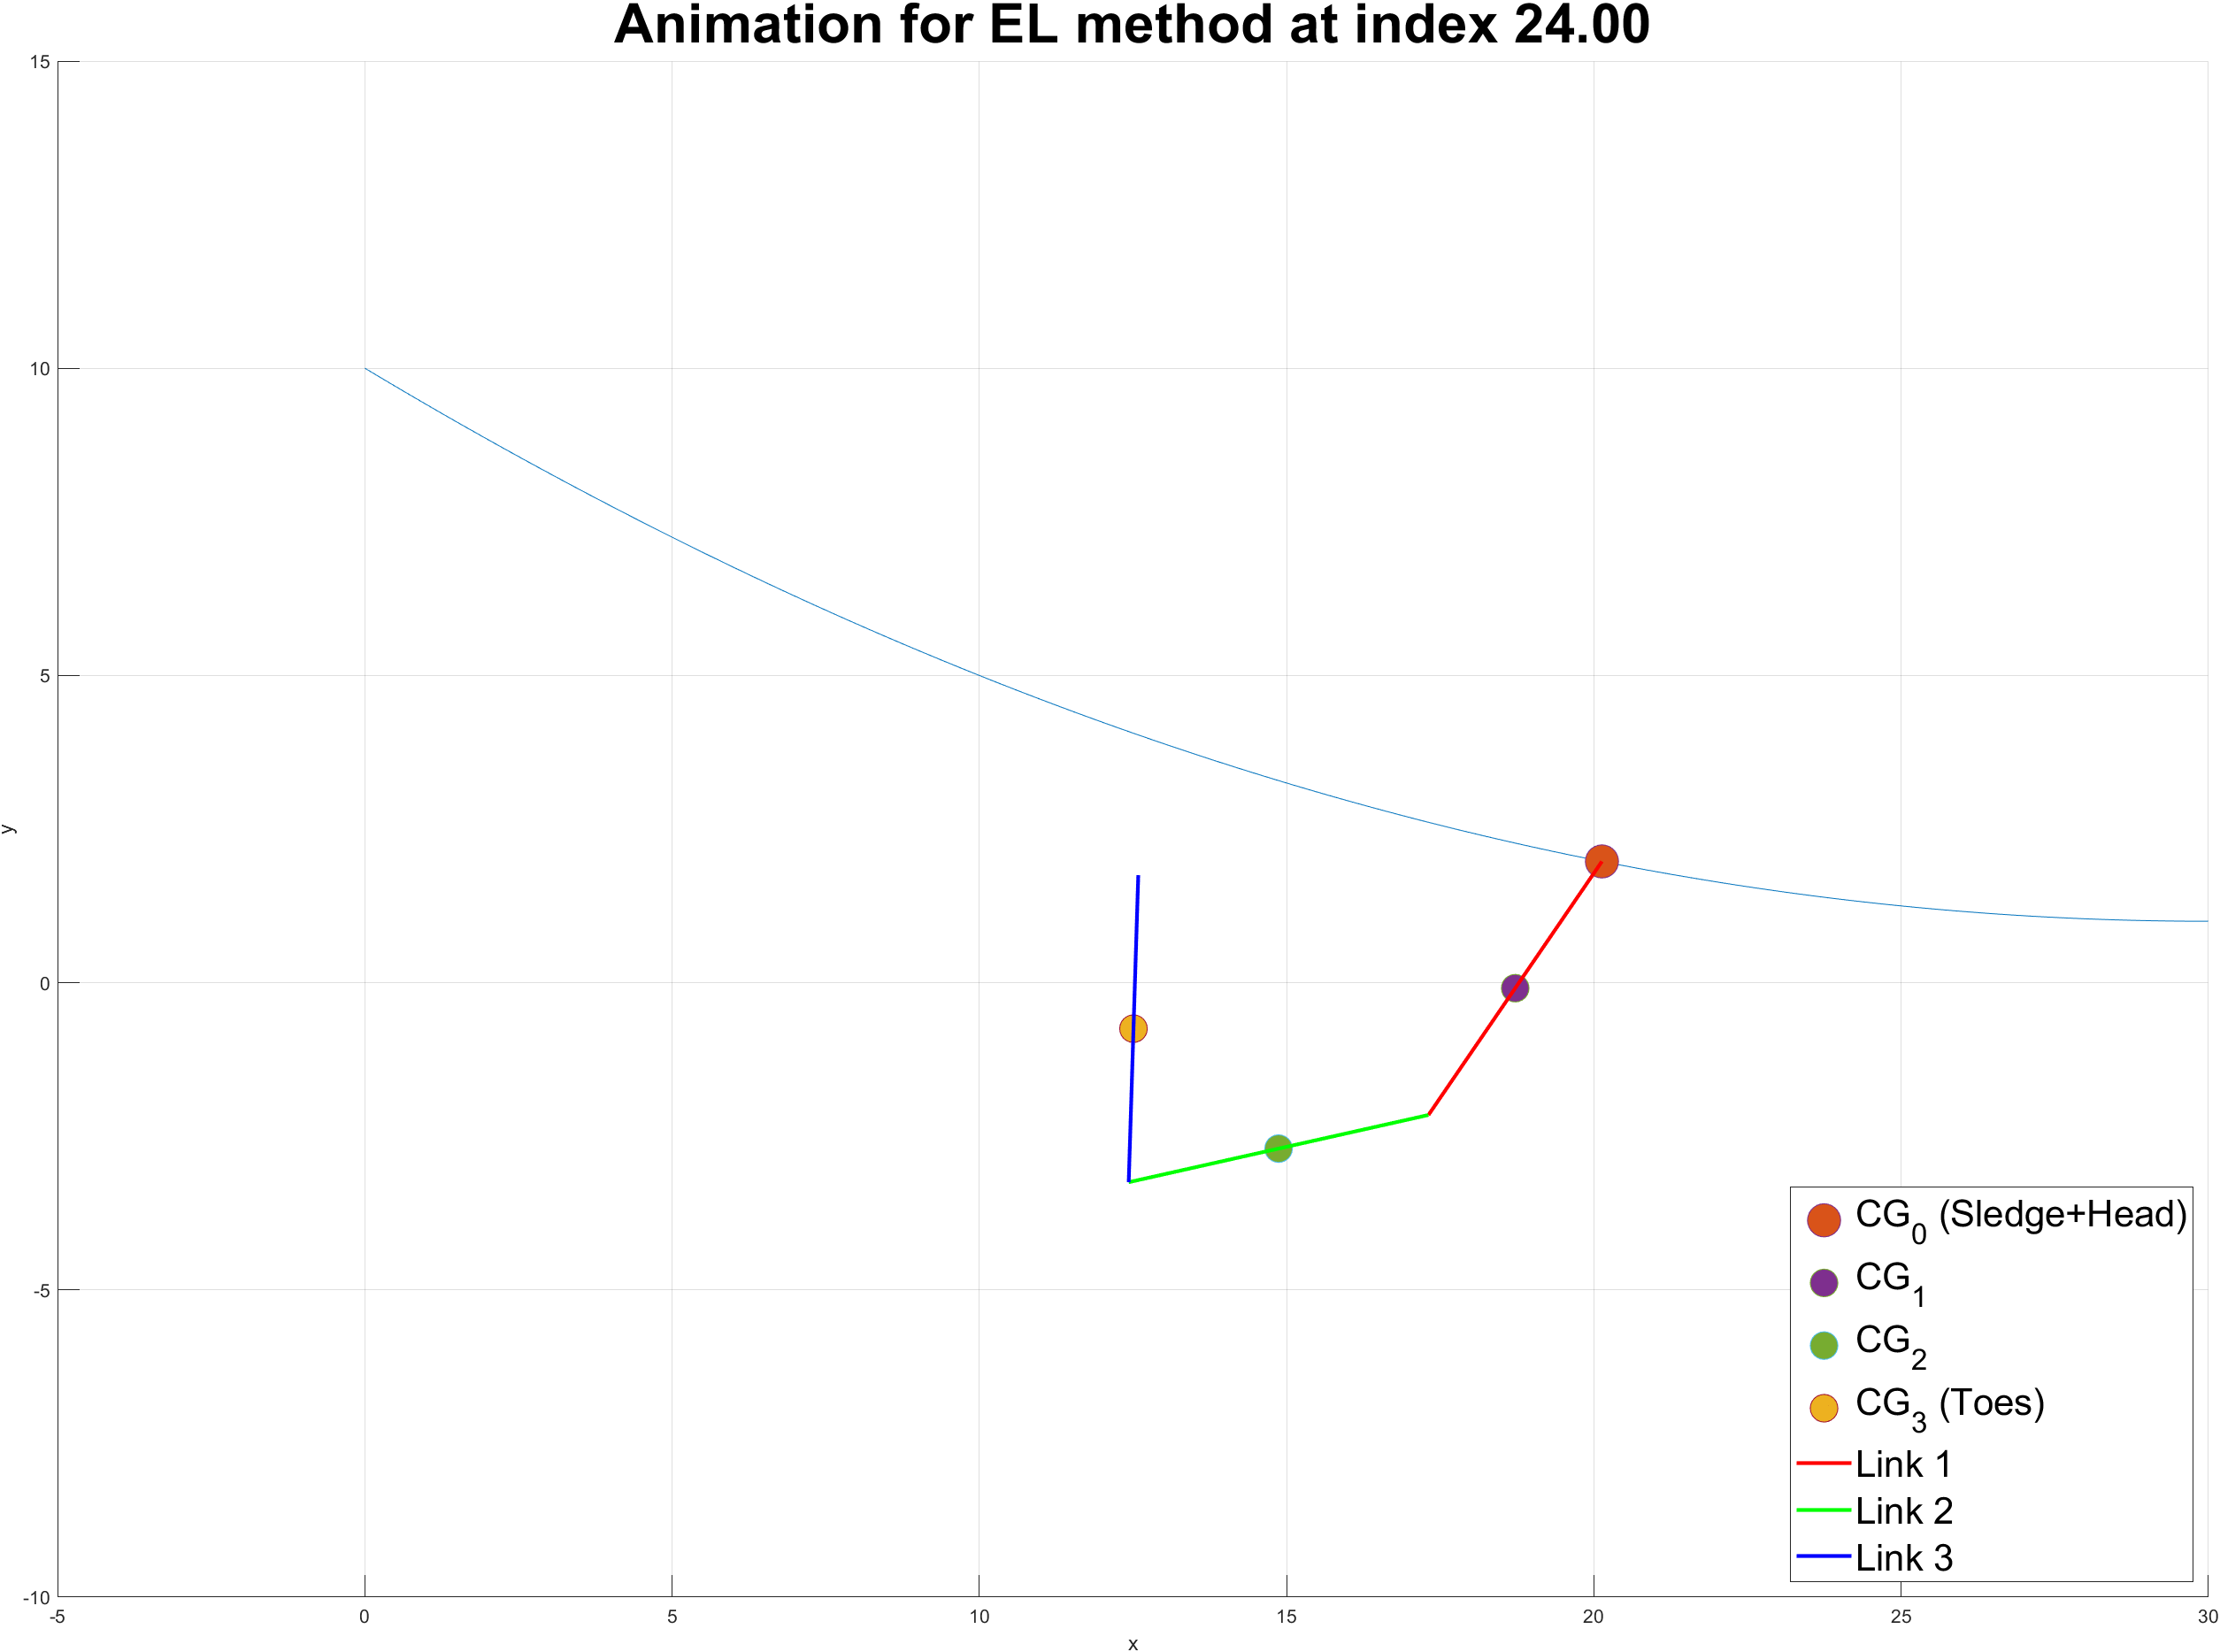 Animation for EL method at index 24.00
15
10
5
0
-5
-10
y
-5
0
5
10
15
20
25
30
x
CG0 (Sledge+Head)
CG1
CG2
CG3 (Toes)
Link 1
Link 2
Link 3